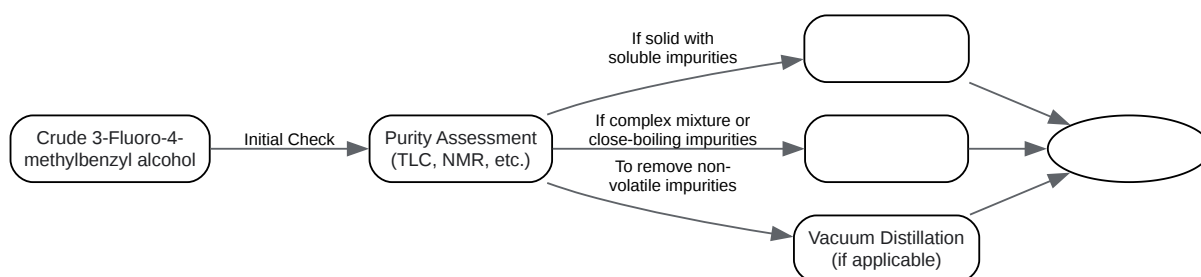 If solid with
soluble impurities
Crude 3-Fluoro-4-
methylbenzyl alcohol
Initial Check
Purity Assessment
(TLC, NMR, etc.)
If complex mixture or
close-boiling impurities
To remove non-
volatile impurities
Vacuum Distillation
(if applicable)